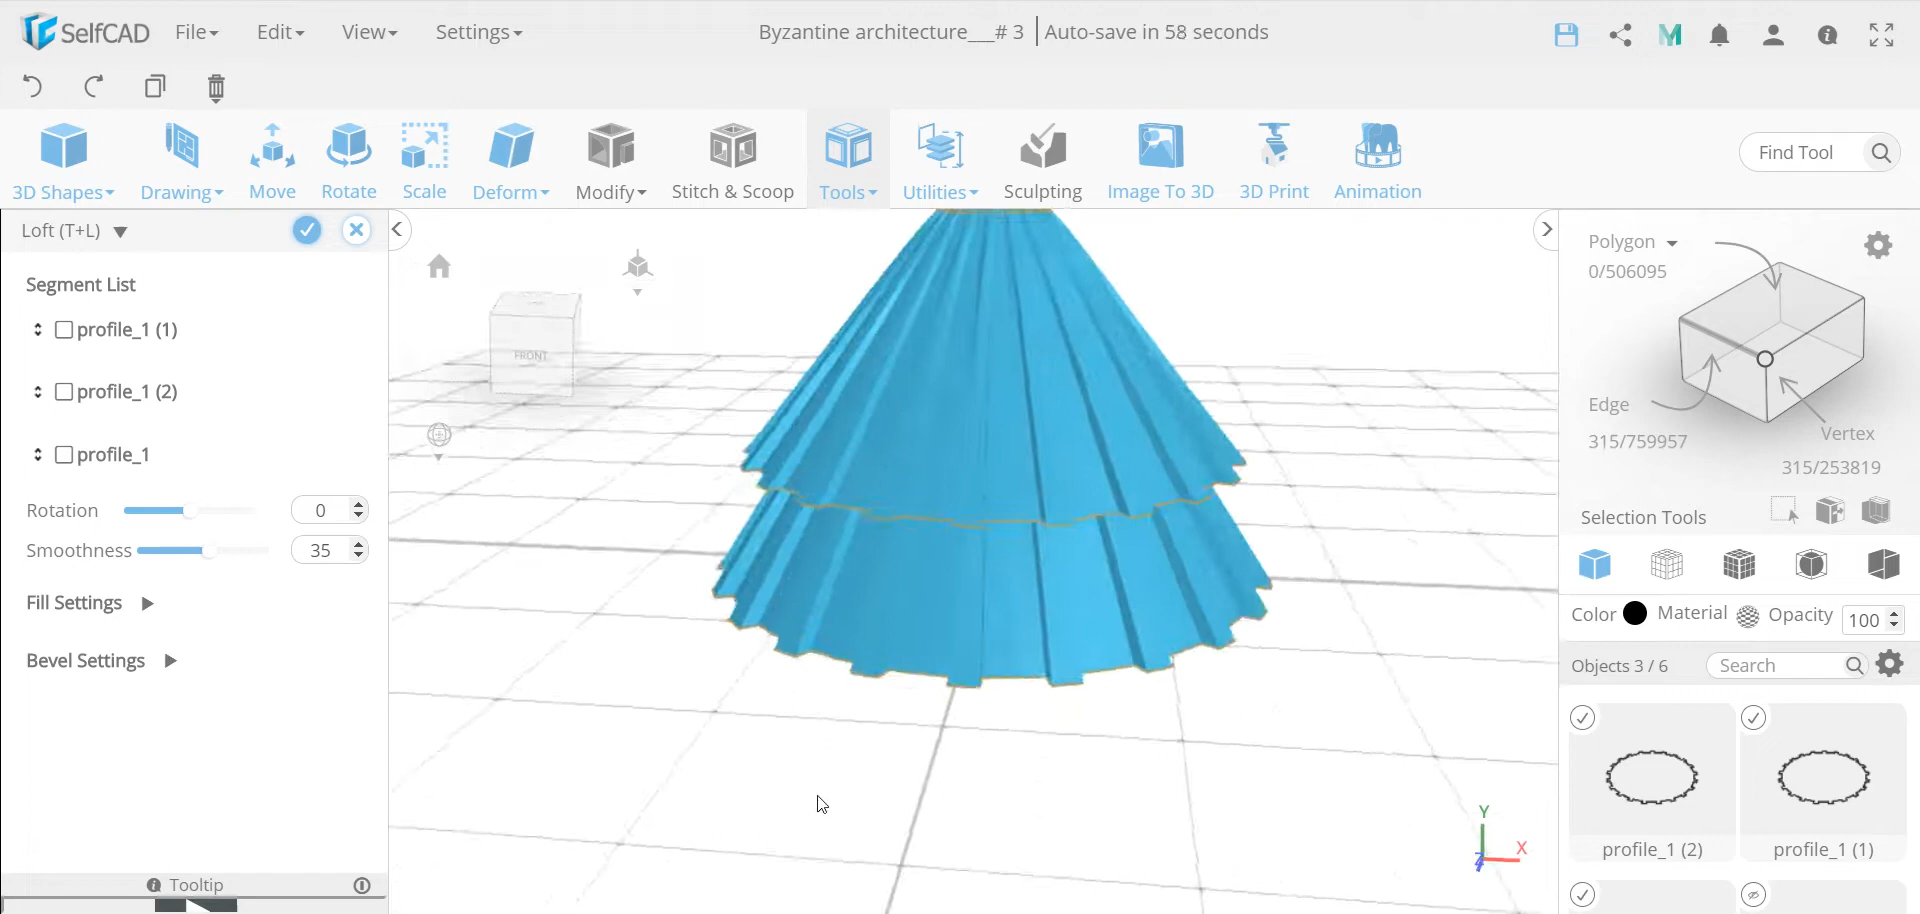 SelfCAD File Edit View Settings Byzantine architecture___# 3 Auto-save in 58 seconds
3D Shapes Drawing Move Rotate Scale Deform Modify Stitch & Scoop Tools Utilities Sculpting Image To 3D 3D Print Animation Find Tool
Loft (T+L)
Segment List
profile_1 (1)
profile_1 (2)
profile_1
Rotation 0
Smoothness 35
Fill Settings
Bevel Settings
Tooltip
FRONT
Y
X
Z
Polygon
0/506095
Edge
315/759957
Vertex
315/253819
Selection Tools
Color Material Opacity 100
Objects 3 / 6 Search
profile_1 (2) profile_1 (1)